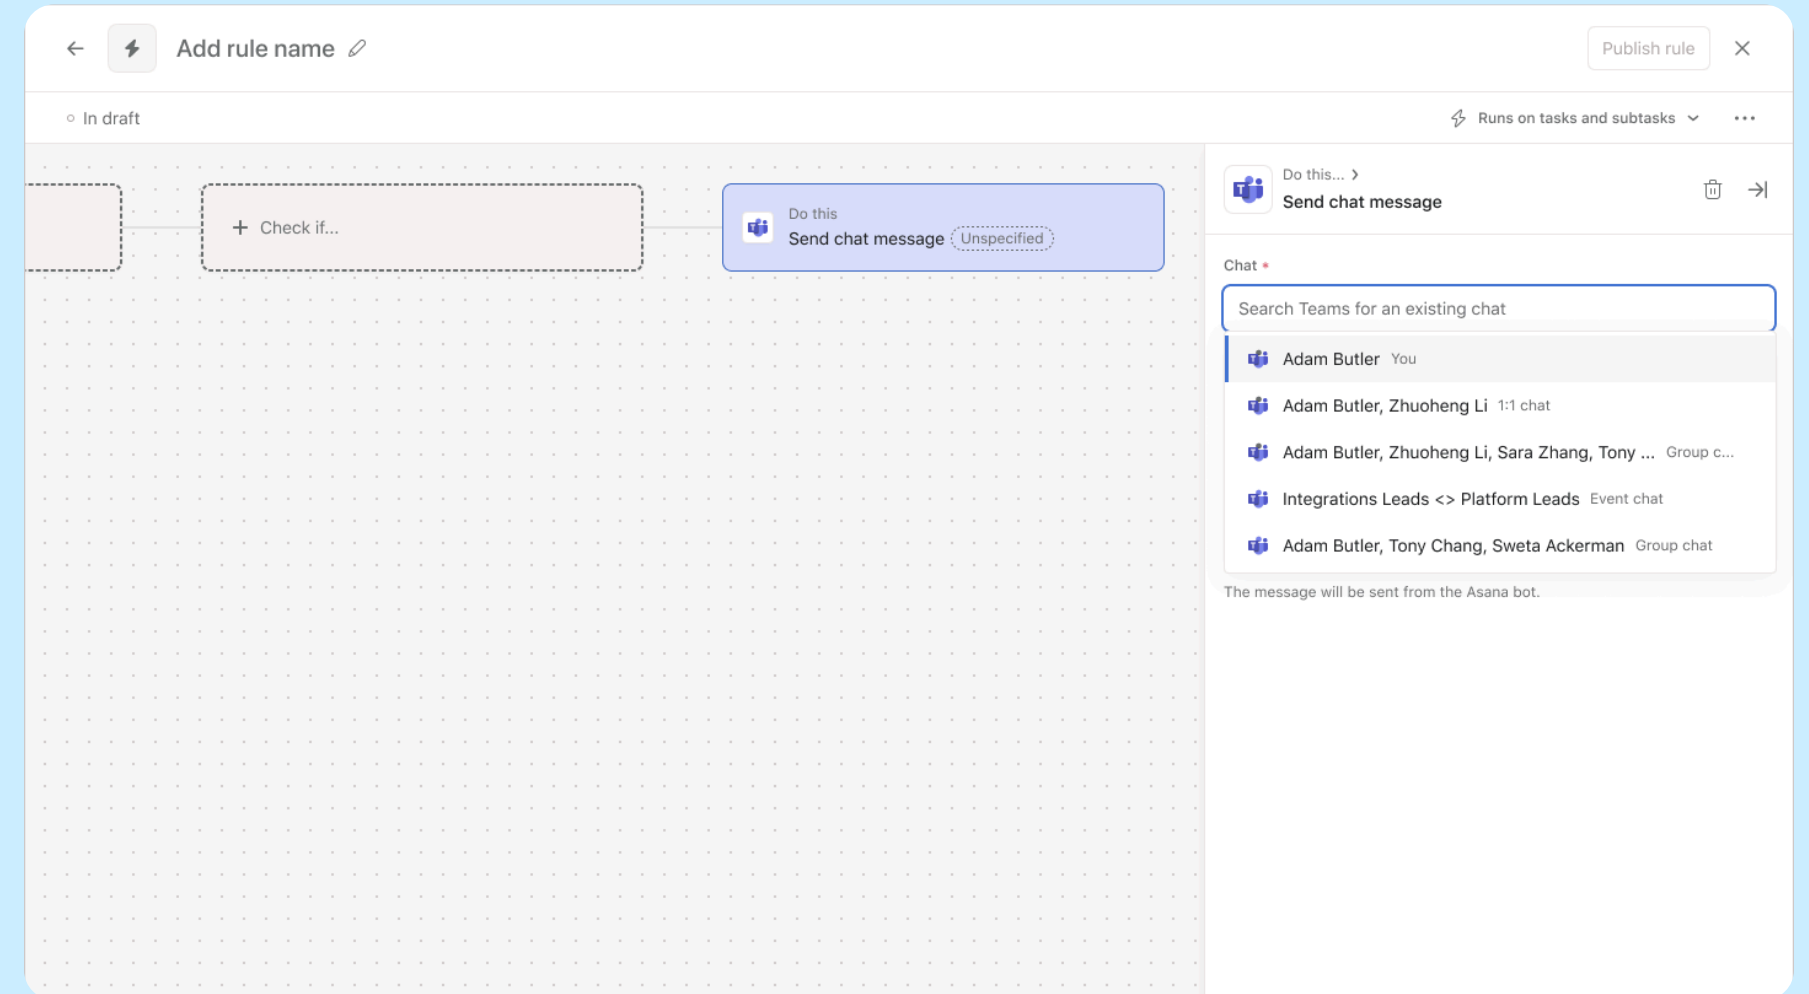 Add rule name
Publish rule
In draft
Runs on tasks and subtasks
Check if...
Do this
Send chat message Unspecified
Do this...
Send chat message
Chat *
Search Teams for an existing chat
Adam Butler You
Adam Butler, Zhuoheng Li 1:1 chat
Adam Butler, Zhuoheng Li, Sara Zhang, Tony ... Group c...
Integrations Leads <> Platform Leads Event chat
Adam Butler, Tony Chang, Sweta Ackerman Group chat
The message will be sent from the Asana bot.